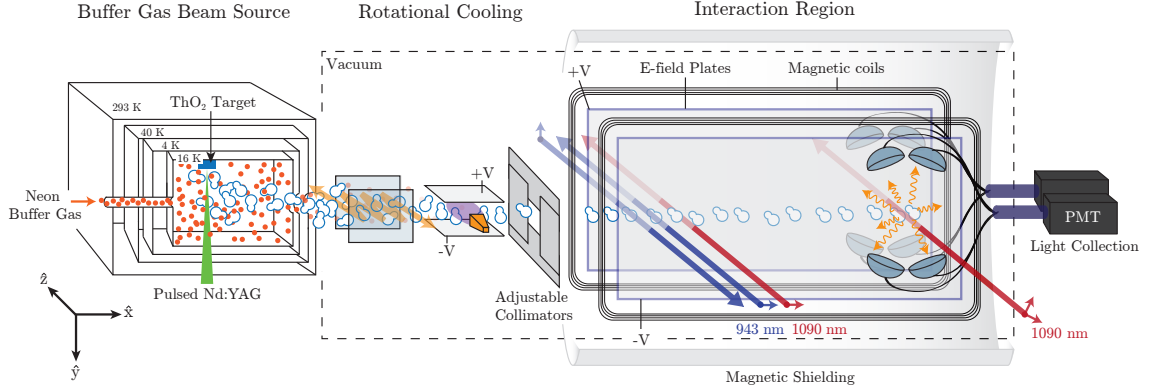 Buffer Gas Beam Source
Rotational Cooling
Interaction Region
Vacuum
+V
E-field Plates
Magnetic coils
ThO₂ Target
293 K
40 K
4 K
16 K
Neon
Buffer Gas
+V
-V
PMT
Light Collection
Pulsed Nd:YAG
Adjustable
Collimators
943 nm
1090 nm
-V
1090 nm
Magnetic Shielding
ẑ
x̂
ŷ